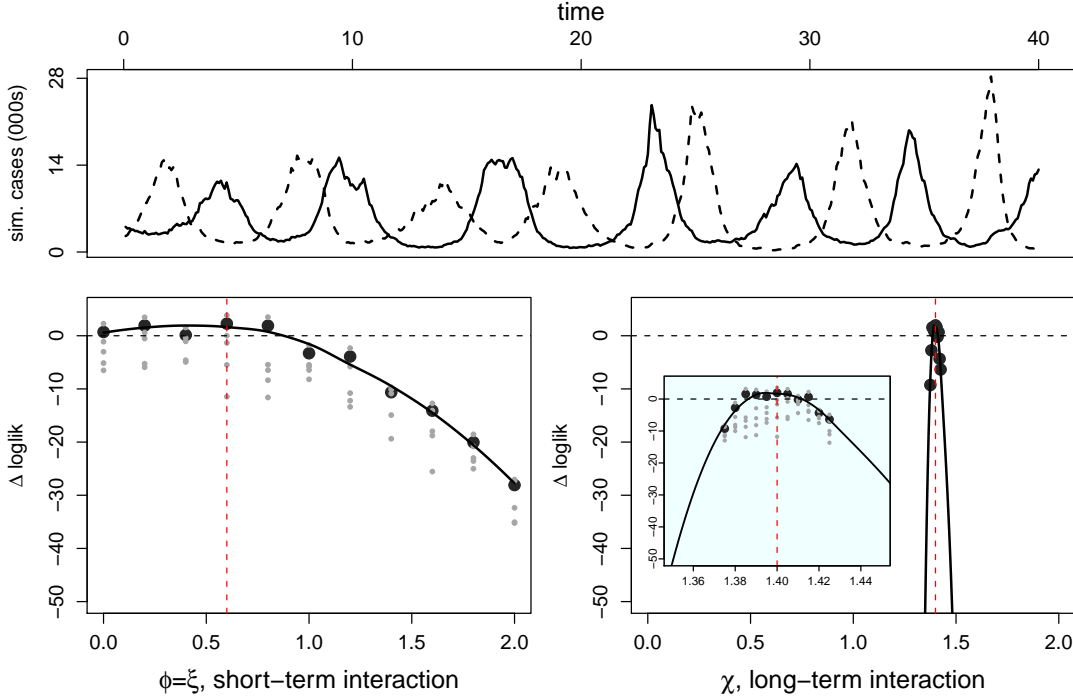 time
0 10 20 30 40
sim. cases (000s)
28
14
0
Δ loglik
0
−10
−20
−30
−40
−50
0.0 0.5 1.0 1.5 2.0
ϕ=ξ, short−term interaction
Δ loglik
0
−10
−20
−30
−40
−50
0
−10
−20
−30
−40
−50
1.36 1.38 1.40 1.42 1.44
0.0 0.5 1.0 1.5 2.0
χ, long−term interaction